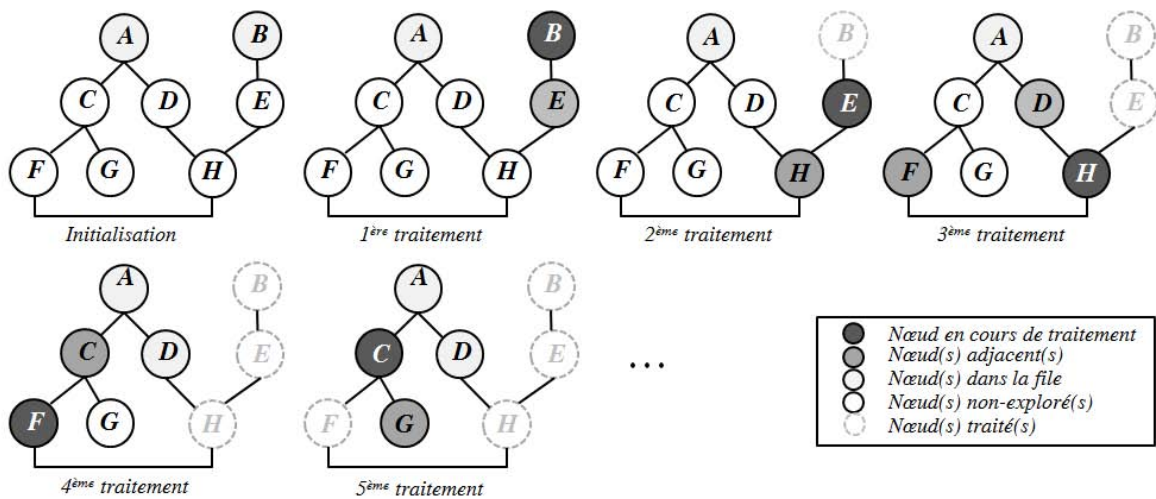 A B A B A B A B
C D E C D E C D E C D E
F G H F G H F G H F G H
Initialisation 1ère traitement 2ème traitement 3ème traitement
A B A B
C D E C D E
F G H F G H
4ème traitement 5ème traitement
...
Nœud en cours de traitement
Nœud(s) adjacent(s)
Nœud(s) dans la file
Nœud(s) non-exploré(s)
Nœud(s) traité(s)